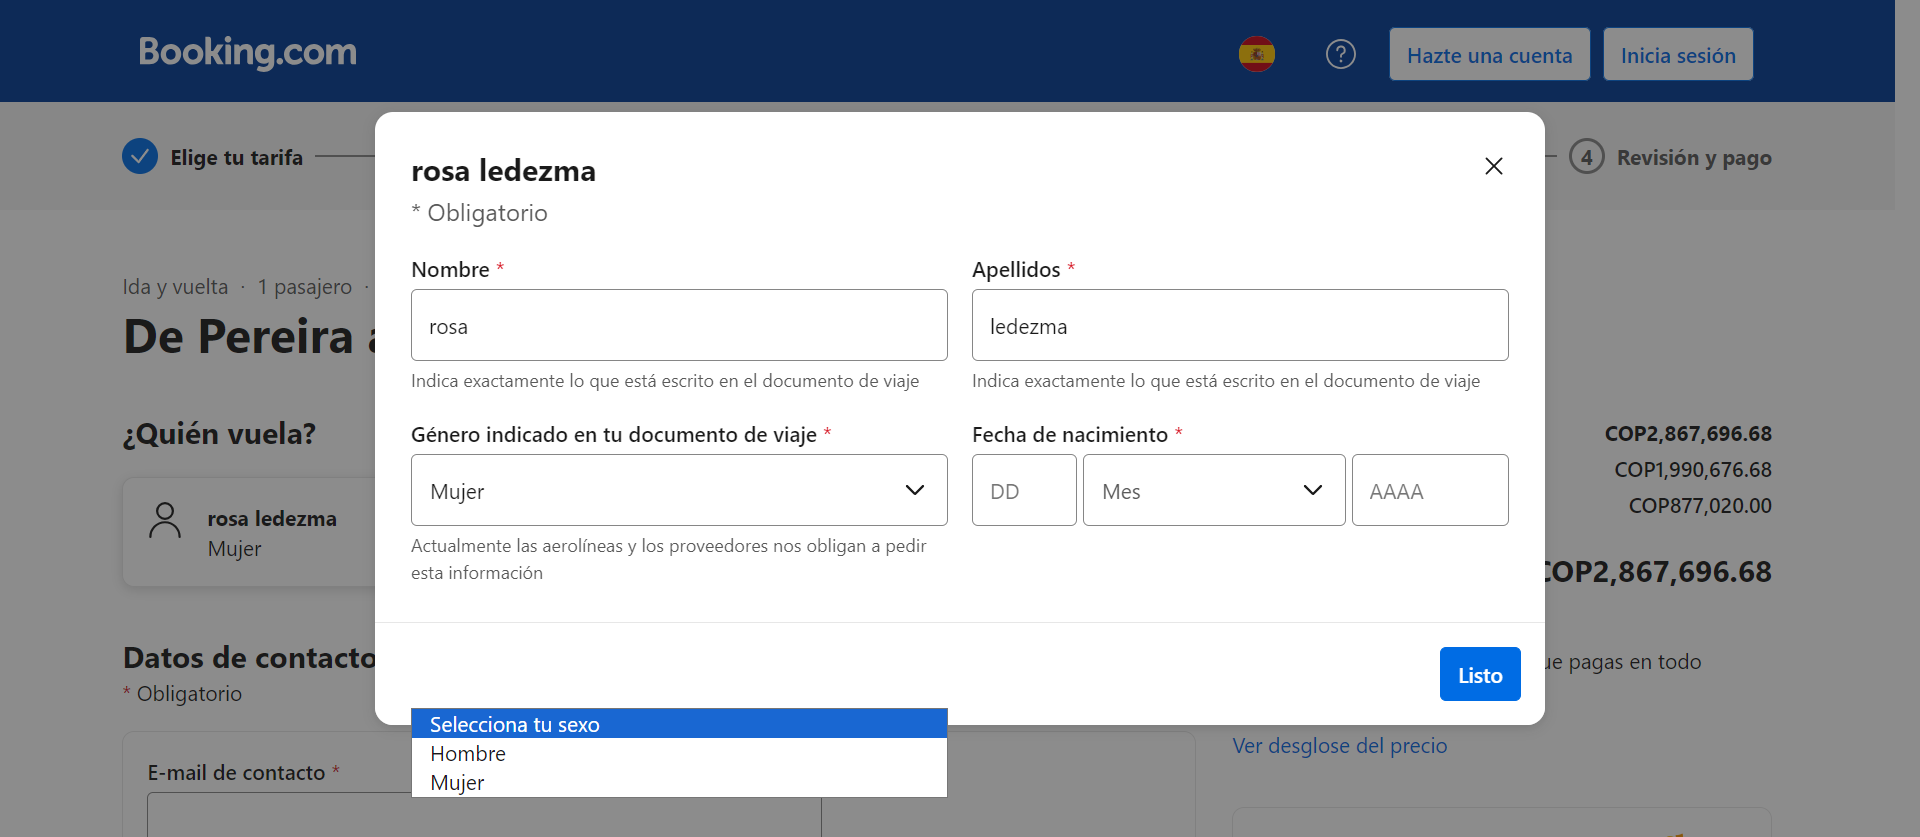 Booking.com
?
Hazte una cuenta
Inicia sesión
Elige tu tarifa
4
Revisión y pago
rosa ledezma
* Obligatorio
Nombre *
Apellidos *
rosa
ledezma
Indica exactamente lo que está escrito en el documento de viaje
Indica exactamente lo que está escrito en el documento de viaje
Género indicado en tu documento de viaje *
Fecha de nacimiento *
Mujer
DD
Mes
AAAA
Actualmente las aerolíneas y los proveedores nos obligan a pedir
esta información
Listo
Selecciona tu sexo
Hombre
Mujer
Ida y vuelta · 1 pasajero ·
De Pereira a
¿Quién vuela?
rosa ledezma
Mujer
Datos de contacto
* Obligatorio
E-mail de contacto *
COP2,867,696.68
COP1,990,676.68
COP877,020.00
COP2,867,696.68
pagas en todo
Ver desglose del precio